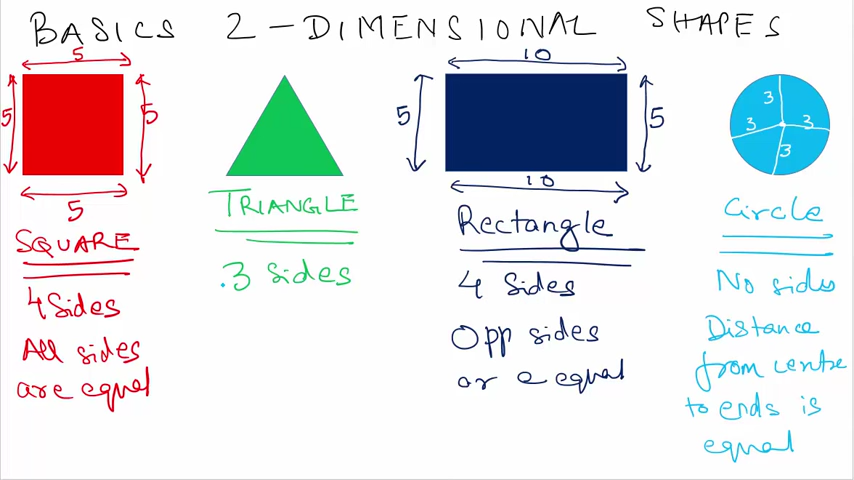 BASICS 2-DIMENSIONAL SHAPES
5
5
5
5
SQUARE
4 Sides
All sides
are equal
TRIANGLE
.3 sides
10
5
5
10
Rectangle
4 Sides
Opp sides
are equal
3
3
3
3
Circle
No sides
Distance
from centre
to ends is
equal